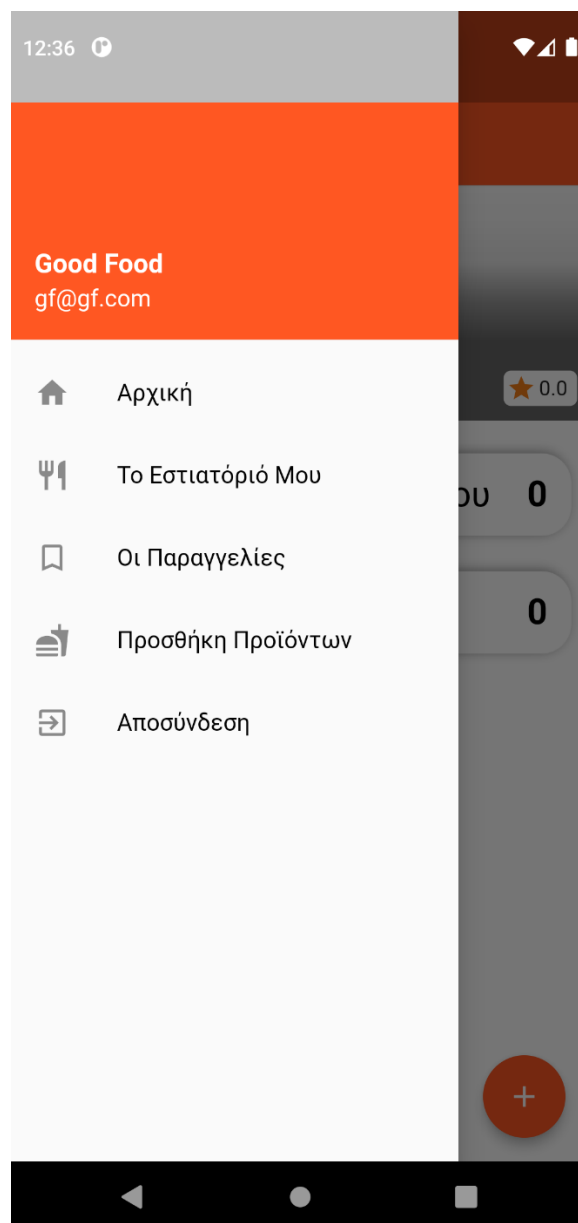 12:36
Good Food
gf@gf.com
0.0
Αρχική
Το Εστιατόριό Μου
ου 0
Οι Παραγγελίες
0
Προσθήκη Προϊόντων
Αποσύνδεση
+